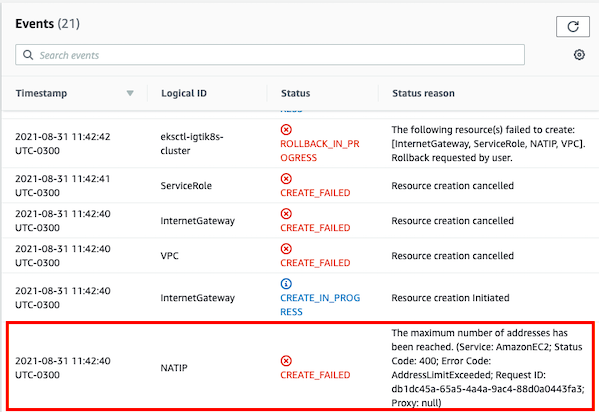 Events (21)
Search events
Timestamp Logical ID Status Status reason
RESS
2021-08-31 11:42:42 UTC-0300 eksctl-igtik8s-cluster ROLLBACK_IN_PROGRESS The following resource(s) failed to create: [InternetGateway, ServiceRole, NATIP, VPC]. Rollback requested by user.
2021-08-31 11:42:41 UTC-0300 ServiceRole CREATE_FAILED Resource creation cancelled
2021-08-31 11:42:40 UTC-0300 InternetGateway CREATE_FAILED Resource creation cancelled
2021-08-31 11:42:40 UTC-0300 VPC CREATE_FAILED Resource creation cancelled
2021-08-31 11:42:40 UTC-0300 InternetGateway CREATE_IN_PROGRESS Resource creation Initiated
2021-08-31 11:42:40 UTC-0300 NATIP CREATE_FAILED The maximum number of addresses has been reached. (Service: AmazonEC2; Status Code: 400; Error Code: AddressLimitExceeded; Request ID: db1dc45a-65a5-4a4a-9ac4-88d0a0443fa3; Proxy: null)